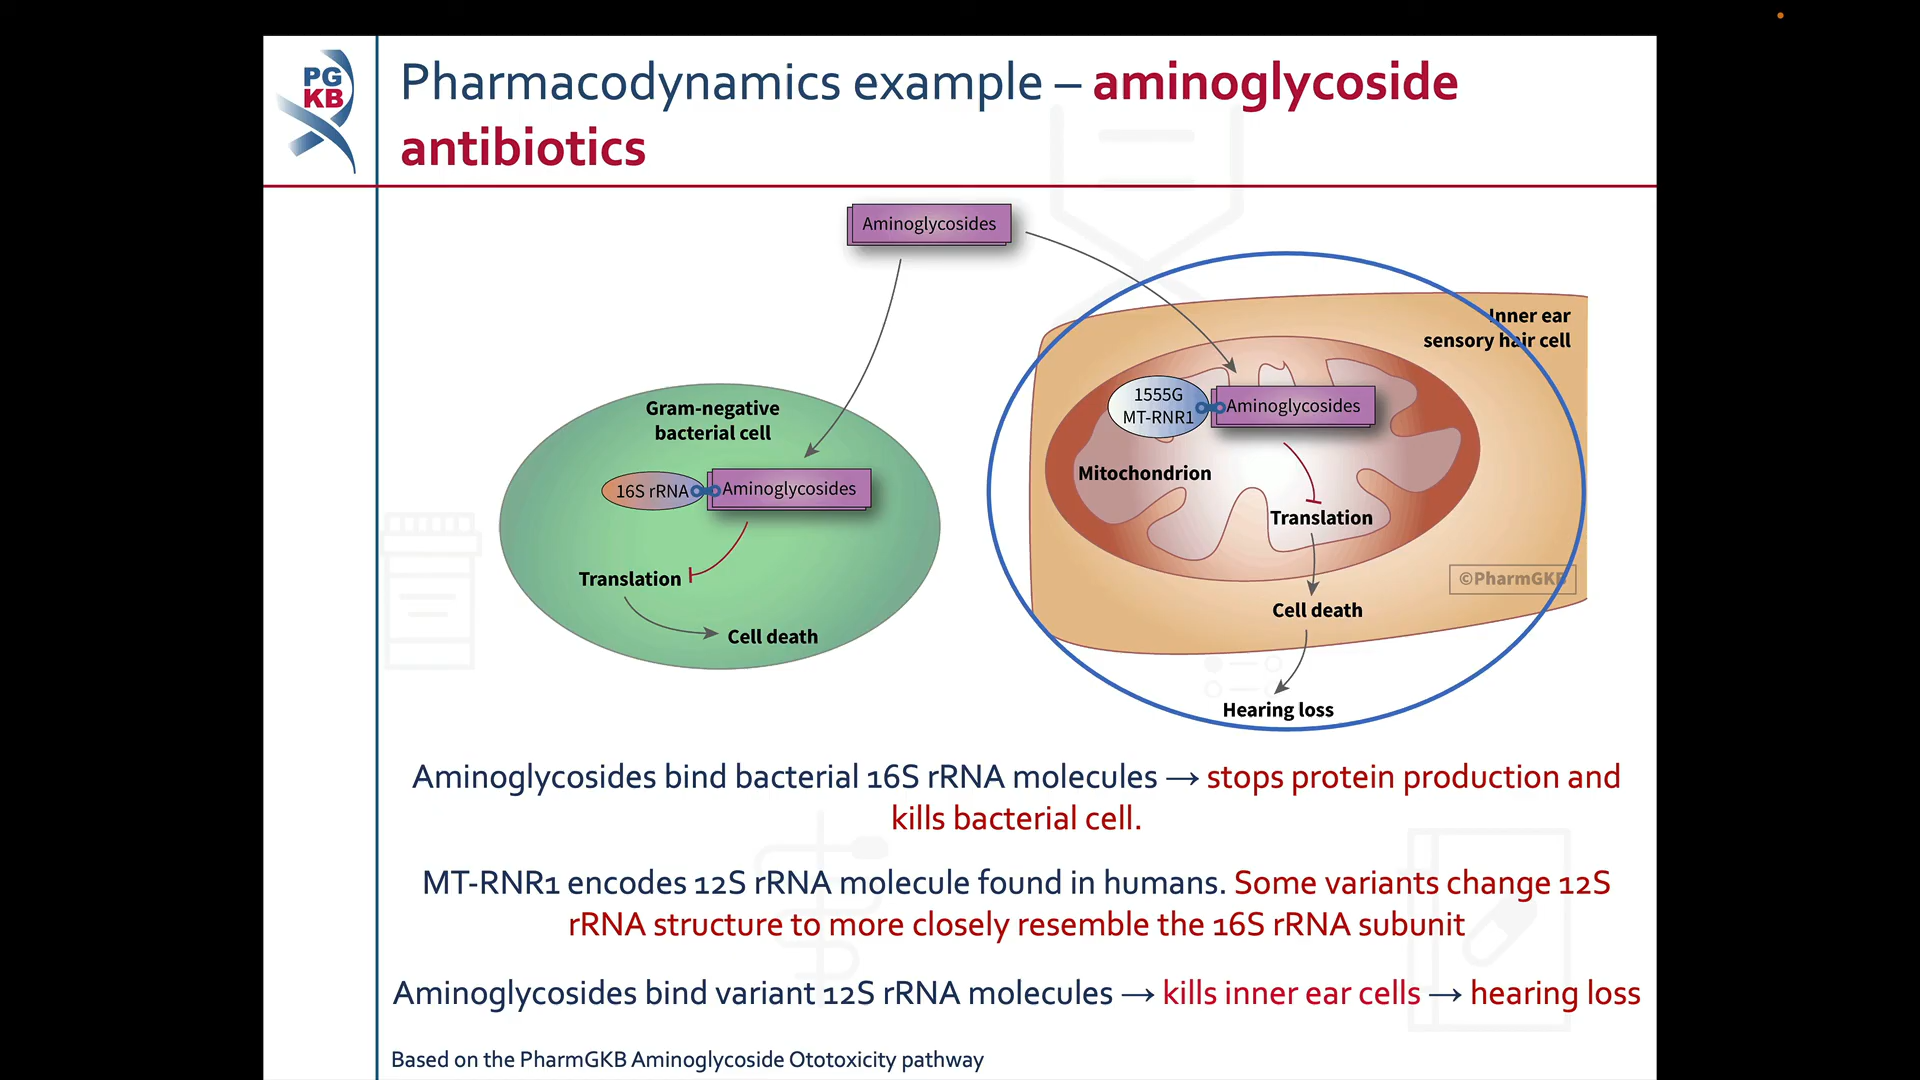 PG
KB
Pharmacodynamics example – aminoglycoside
antibiotics
Aminoglycosides
Inner ear
sensory hair cell
1555G
MT-RNR1
Aminoglycosides
Gram-negative
bacterial cell
Mitochondrion
16S rRNA
Aminoglycosides
Translation
©PharmGKB
Translation
Cell death
Cell death
Hearing loss
Aminoglycosides bind bacterial 16S rRNA molecules → stops protein production and
kills bacterial cell.
MT-RNR1 encodes 12S rRNA molecule found in humans. Some variants change 12S
rRNA structure to more closely resemble the 16S rRNA subunit
Aminoglycosides bind variant 12S rRNA molecules → kills inner ear cells → hearing loss
Based on the PharmGKB Aminoglycoside Ototoxicity pathway